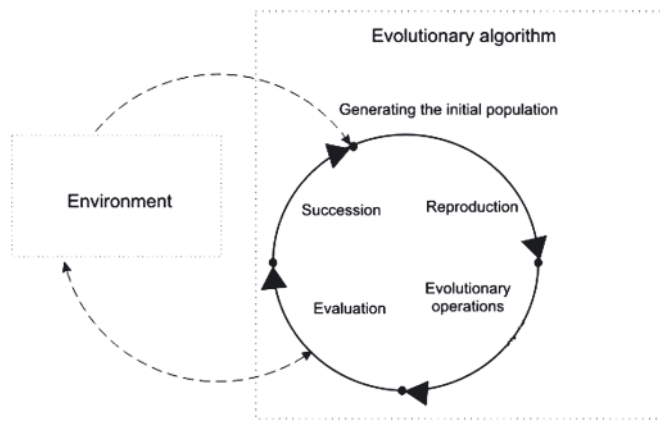 Evolutionary algorithm
Generating the initial population
Environment
Succession
Reproduction
Evaluation
Evolutionary
operations